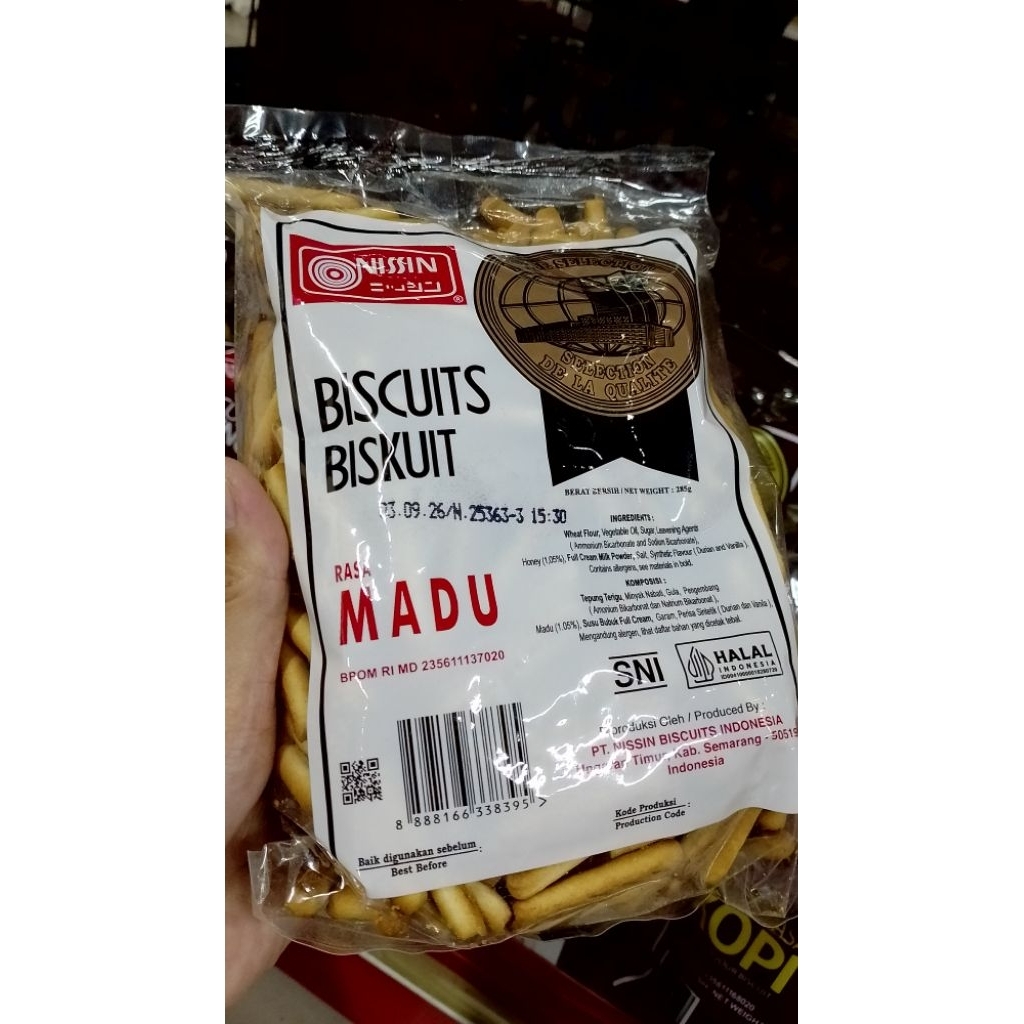 NISSIN
ニッシン
®
SELECTION
SELECTION
DE LA QUALITE
BISCUITS
BISKUIT
BERAT BERSIH / NET WEIGHT : 285g
03.09.26/N.25363-3 15:30
INGREDIENTS :
Wheat Flour, Vegetable Oil, Sugar, Leavening Agents
( Ammonium Bicarbonate and Sodium Bicarbonate),
Honey (1,05%), Full Cream Milk Powder, Salt, Synthetic Flavour ( Durian and Vanilla ).
Contains allergens, see materials in bold.
KOMPOSISI :
Tepung Terigu, Minyak Nabati, Gula, Pengembang
( Amonium Bikarbonat dan Natrium Bikarbonat ),
Madu (1,05%), Susu Bubuk Full Cream, Garam, Perisa Sintetik ( Durian dan Vanila ),
Mengandung alergen, lihat daftar bahan yang dicetak tebal.
RASA
MADU
BPOM RI MD 235611137020
SNI
HALAL
INDONESIA
Diproduksi Oleh / Produced By :
PT. NISSIN BISCUITS INDONESIA
Ungaran Timur, Kab. Semarang - 50519
Indonesia
8 888166 338395 >
Kode Produksi :
Production Code
Baik digunakan sebelum :
Best Before
KOPI
NET WEIGH